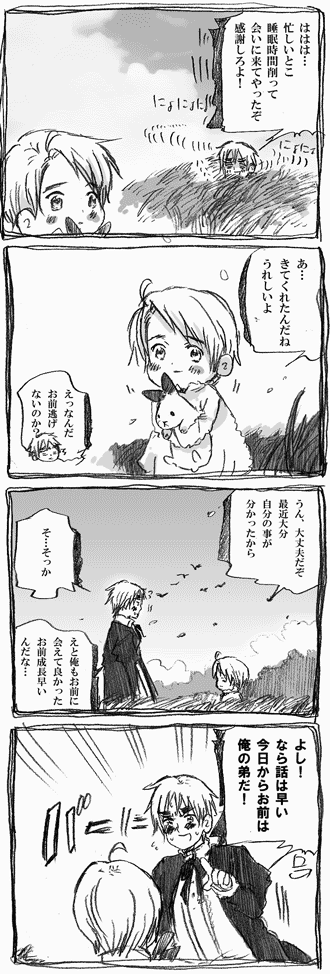 ははは…
忙しいとこ
睡眠時間削って
会いに来てやったぞ
感謝しろよ！
にょにょにょ
にょにょ
あ…
きてくれたんだね
うれしいよ
えっなんだ
お前逃げ
ないのか？
うん、大丈夫だぞ
最近大分
自分の事が
分かったから
そ…そっか
えと俺もお前に
会えて良かった
お前成長早い
んだな…
よし！
なら話は早い
今日からお前は
俺の弟だ！